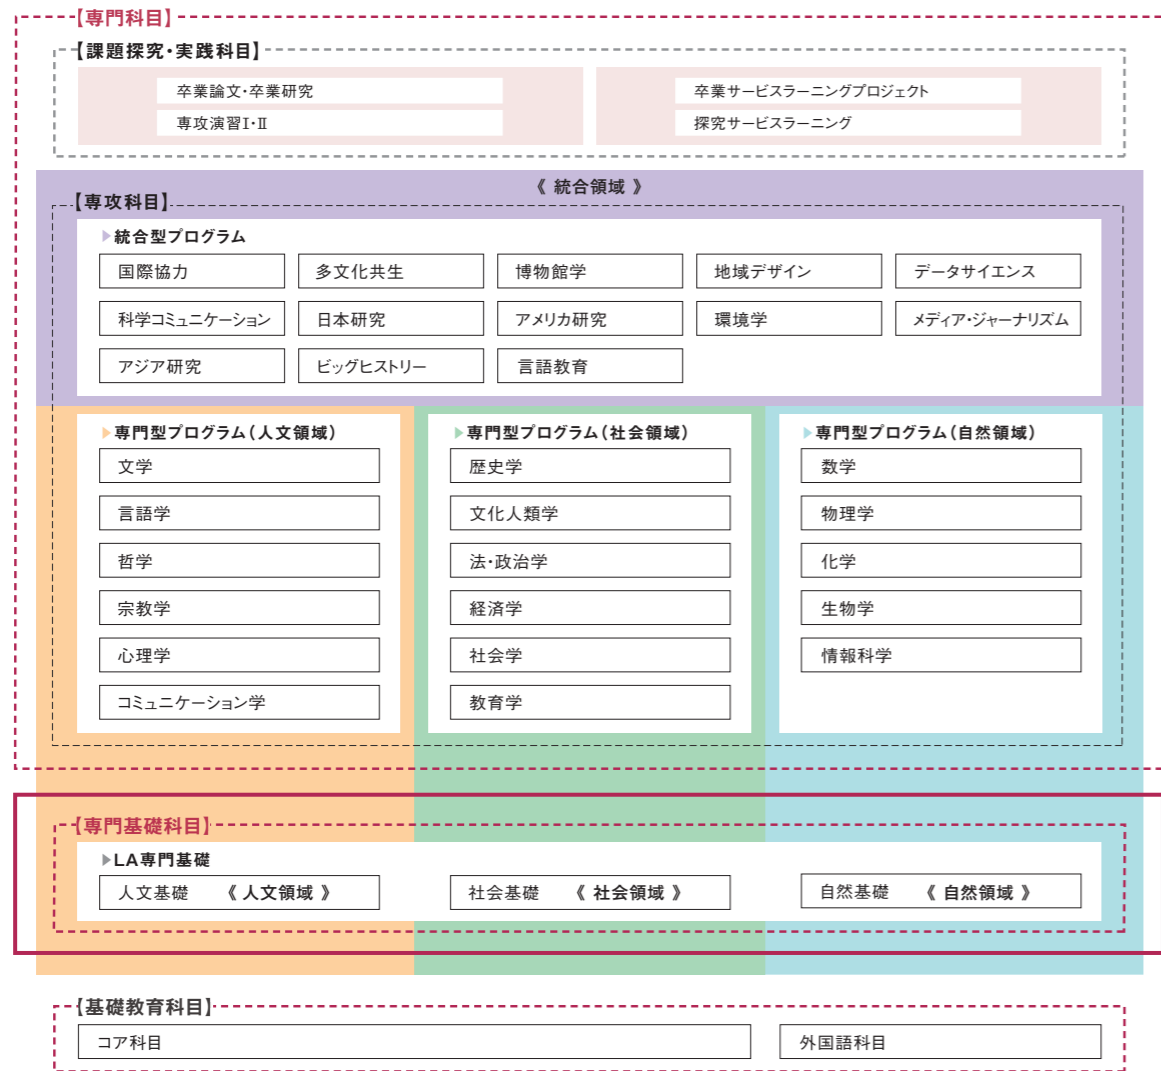 【専門科目】
【課題探究・実践科目】
卒業論文・卒業研究
専攻演習I・II
卒業サービスラーニングプロジェクト
探究サービスラーニング
《 統合領域 》
【専攻科目】
▶統合型プログラム
国際協力
多文化共生
博物館学
地域デザイン
データサイエンス
科学コミュニケーション
日本研究
アメリカ研究
環境学
メディア・ジャーナリズム
アジア研究
ビッグヒストリー
言語教育
▶専門型プログラム(人文領域)
文学
言語学
哲学
宗教学
心理学
コミュニケーション学
▶専門型プログラム(社会領域)
歴史学
文化人類学
法・政治学
経済学
社会学
教育学
▶専門型プログラム(自然領域)
数学
物理学
化学
生物学
情報科学
【専門基礎科目】
▶LA専門基礎
人文基礎 《 人文領域 》
社会基礎 《 社会領域 》
自然基礎 《 自然領域 》
【基礎教育科目】
コア科目
外国語科目